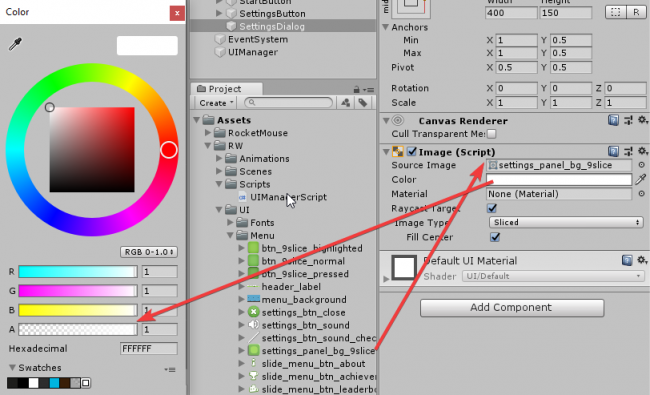 Color
x
RGB 0-1.0
R 1
G 1
B 1
A 1
Hexadecimal FFFFFF
Swatches
StartButton
SettingsButton
SettingsDialog
EventSystem
UIManager
Project
Create
Assets
RocketMouse
RW
Animations
Scenes
Scripts
UIManagerScript
UI
Fonts
Menu
btn_9slice_highlighted
btn_9slice_normal
btn_9slice_pressed
header_label
menu_background
settings_btn_close
settings_btn_sound
settings_btn_sound_chec
settings_panel_bg_9slice
slide_menu_btn_about
slide_menu_btn_achiever
slide_menu_btn_leaderbo
Width Height
400 150
R
Anchors
Min X 1 Y 0.5
Max X 1 Y 0.5
Pivot X 0.5 Y 0.5
Rotation X 0 Y 0 Z 0
Scale X 1 Y 1 Z 1
Canvas Renderer
Cull Transparent Me
Image (Script)
Source Image settings_panel_bg_9slice
Color
Material None (Material)
Raycast Target
Image Type Sliced
Fill Center
Default UI Material
Shader UI/Default
Add Component